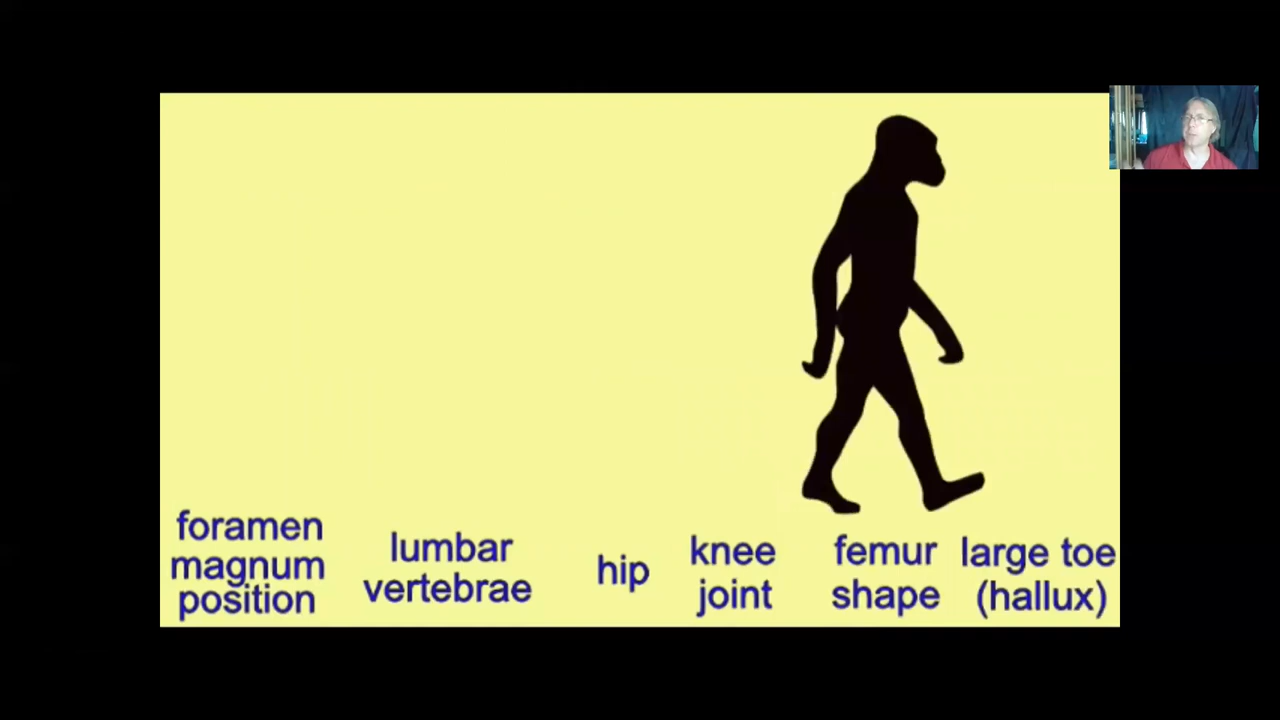 foramen
magnum
position
lumbar
vertebrae
hip
knee
joint
femur
shape
large toe
(hallux)